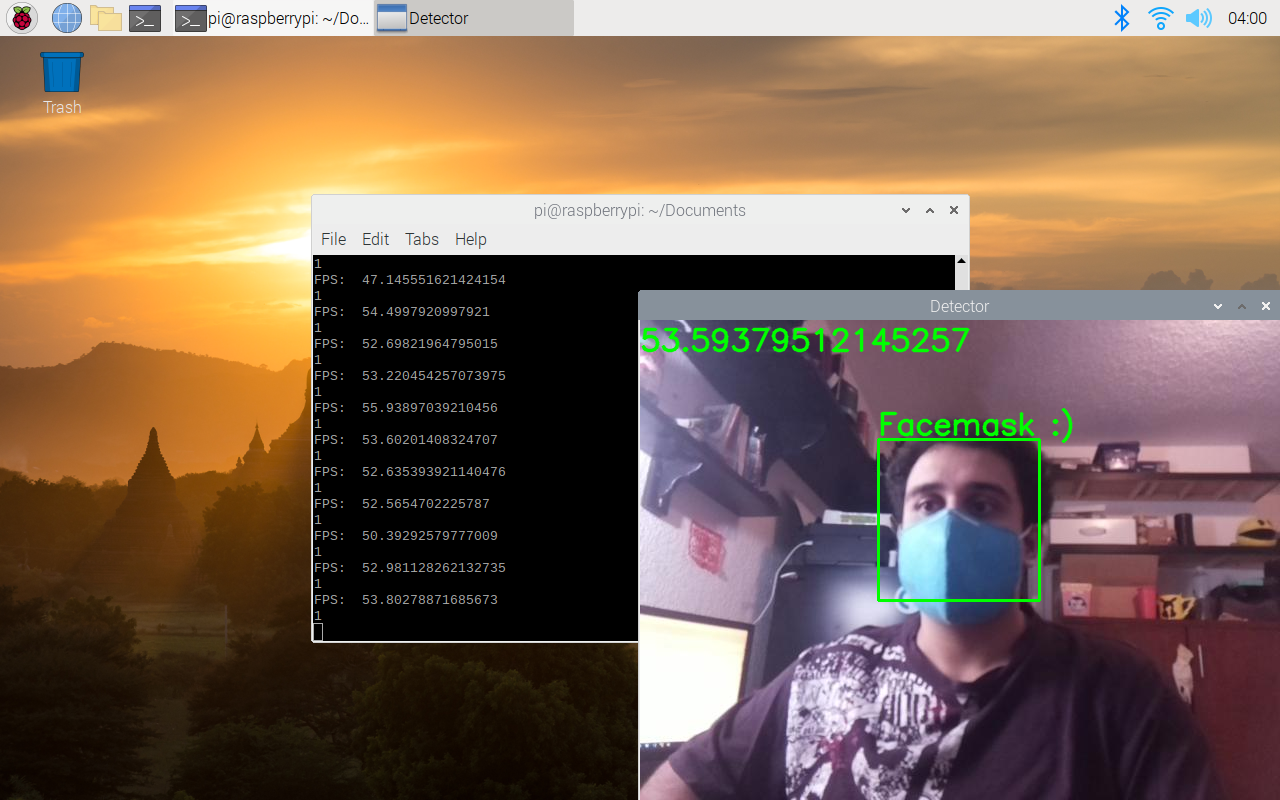 pi@raspberrypi: ~/Do...
Detector
04:00
Trash
pi@raspberrypi: ~/Documents
File Edit Tabs Help
1
FPS: 47.145551621424154
1
FPS: 54.4997920997921
1
FPS: 52.69821964795015
1
FPS: 53.220454257073975
1
FPS: 55.93897039210456
1
FPS: 53.60201408324707
1
FPS: 52.635393921140476
1
FPS: 52.5654702225787
1
FPS: 50.39292579777009
1
FPS: 52.981128262132735
1
FPS: 53.80278871685673
1
Detector
53.59379512145257
Facemask :)